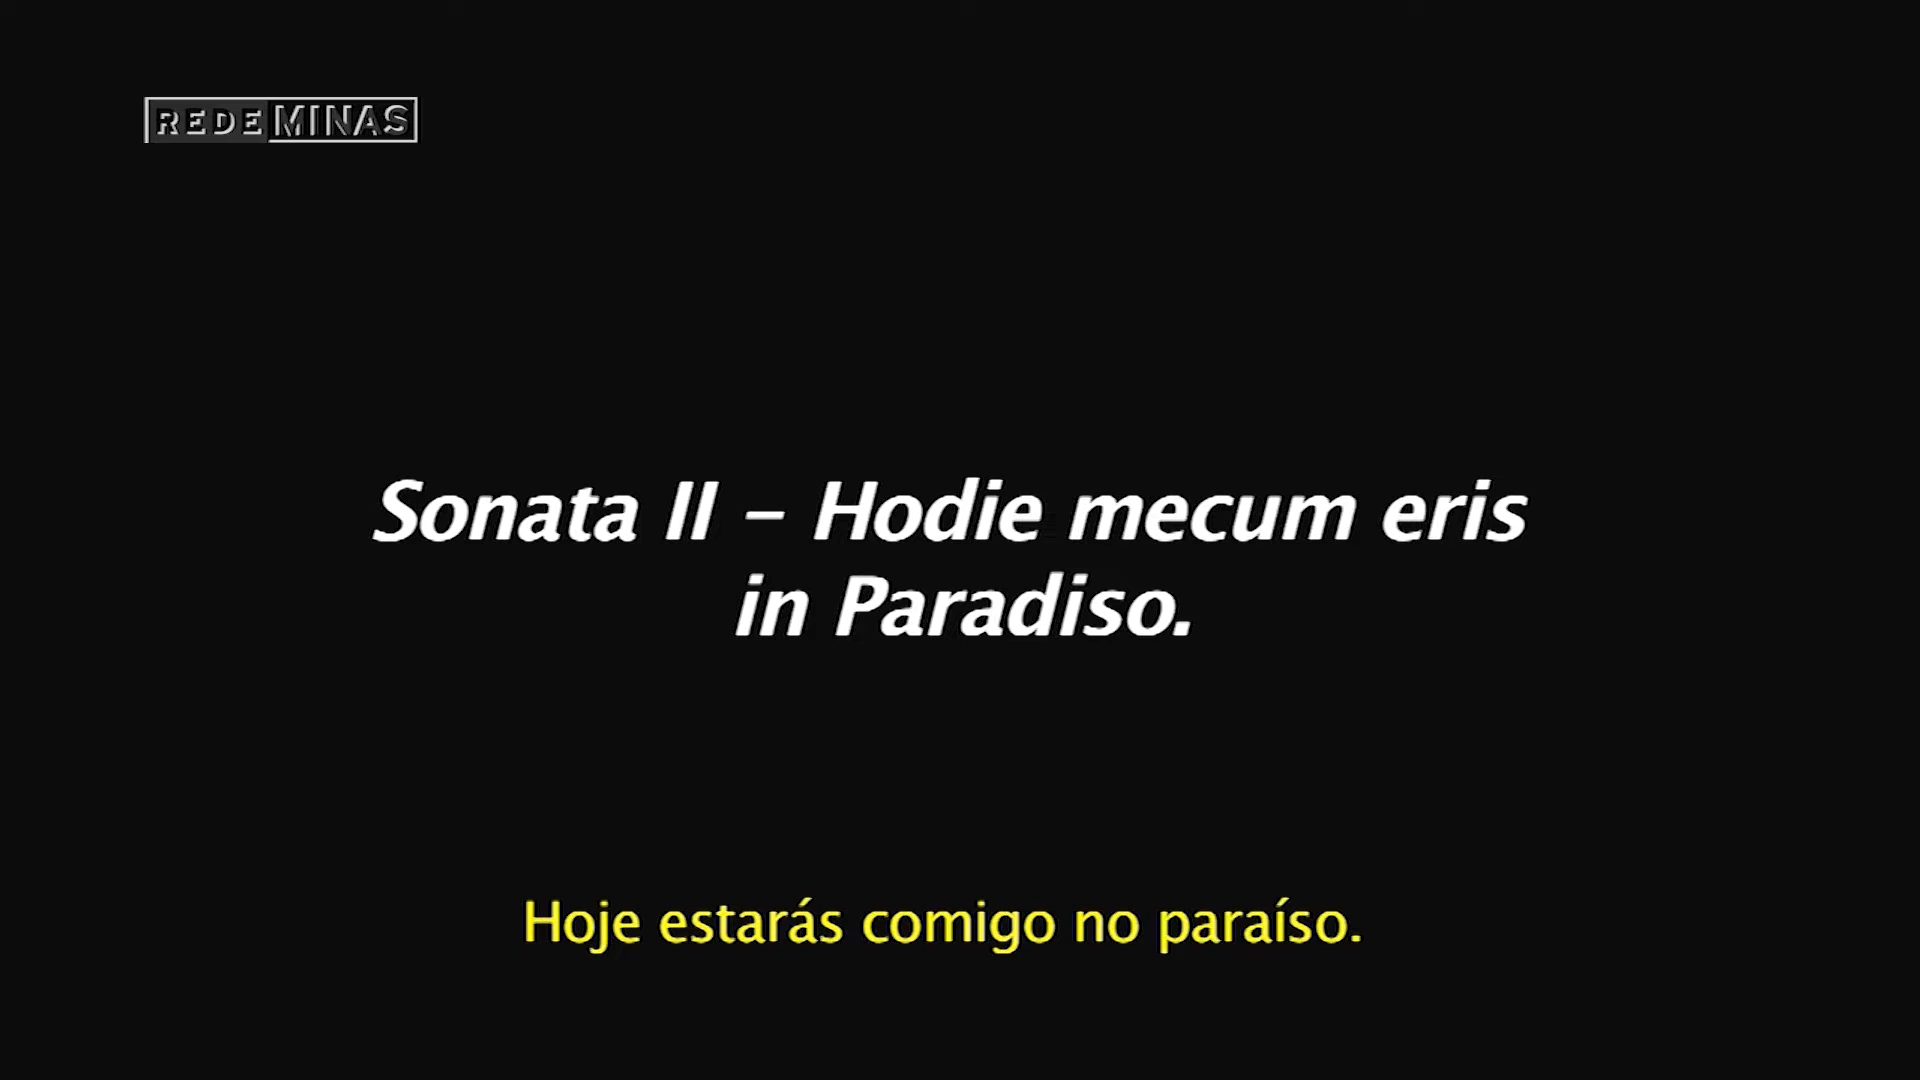 REDE MINAS
Sonata II – Hodie mecum eris
in Paradiso.
Hoje estarás comigo no paraíso.